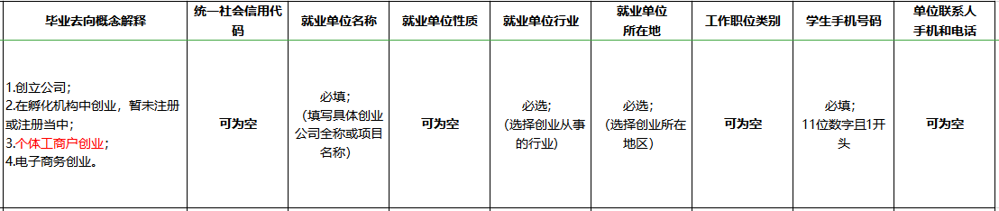 毕业去向概念解释
统一社会信用代
码
就业单位名称
就业单位性质
就业单位行业
就业单位
所在地
工作职位类别
学生手机号码
单位联系人
手机和电话
1.创立公司；
2.在孵化机构中创业，暂未注册
或注册当中；
3.个体工商户创业；
4.电子商务创业。
可为空
必填；
（填写具体创业
公司全称或项目
名称）
可为空
必选；
（选择创业从事
的行业）
必选；
（选择创业所在
地区）
可为空
必填；
11位数字且1开
头
可为空